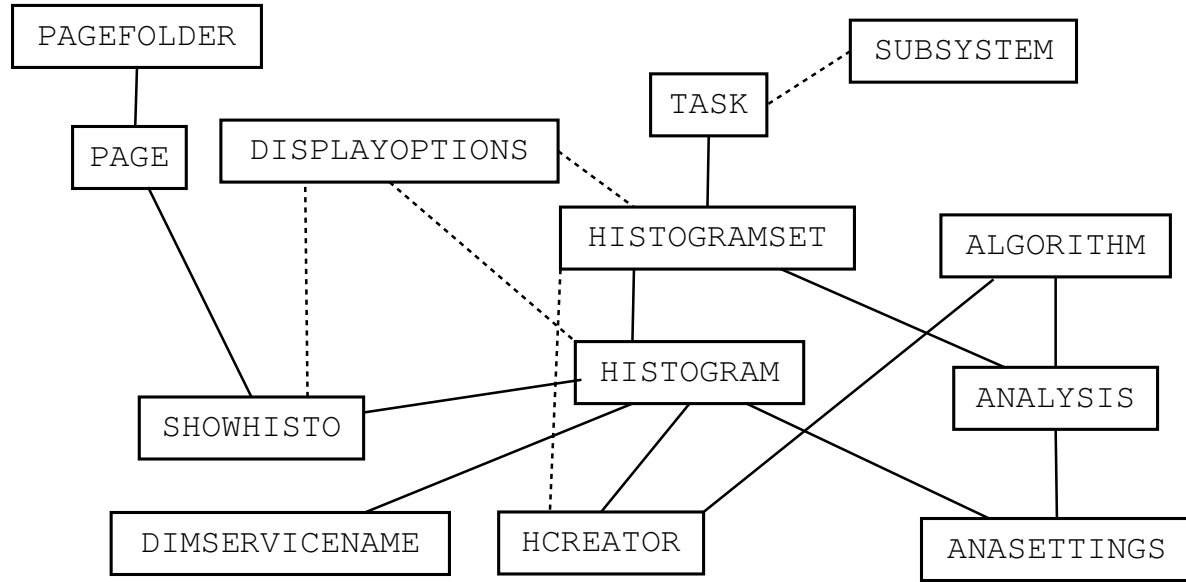 PAGEFOLDER
SUBSYSTEM
TASK
PAGE
DISPLAYOPTIONS
HISTOGRAMSET
ALGORITHM
HISTOGRAM
ANALYSIS
SHOWHISTO
DIMSERVICENAME
HCREATOR
ANASETTINGS